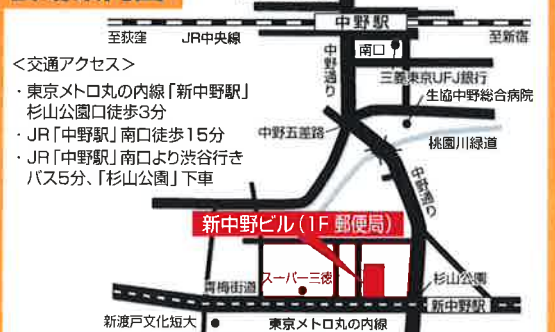 中野駅
至荻窪
JR中央線
至新宿
南口
中野通り
三菱東京UFJ銀行
生協中野総合病院
<交通アクセス>
・東京メトロ丸の内線「新中野駅」
杉山公園口徒歩3分
・JR「中野駅」南口徒歩15分
・JR「中野駅」南口より渋谷行き
バス5分、「杉山公園」下車
中野五差路
桃園川緑道
中野通り
新中野ビル(1F 郵便局)
青梅街道
スーパー三徳
杉山公園
新中野駅
新渡戸文化短大
東京メトロ丸の内線